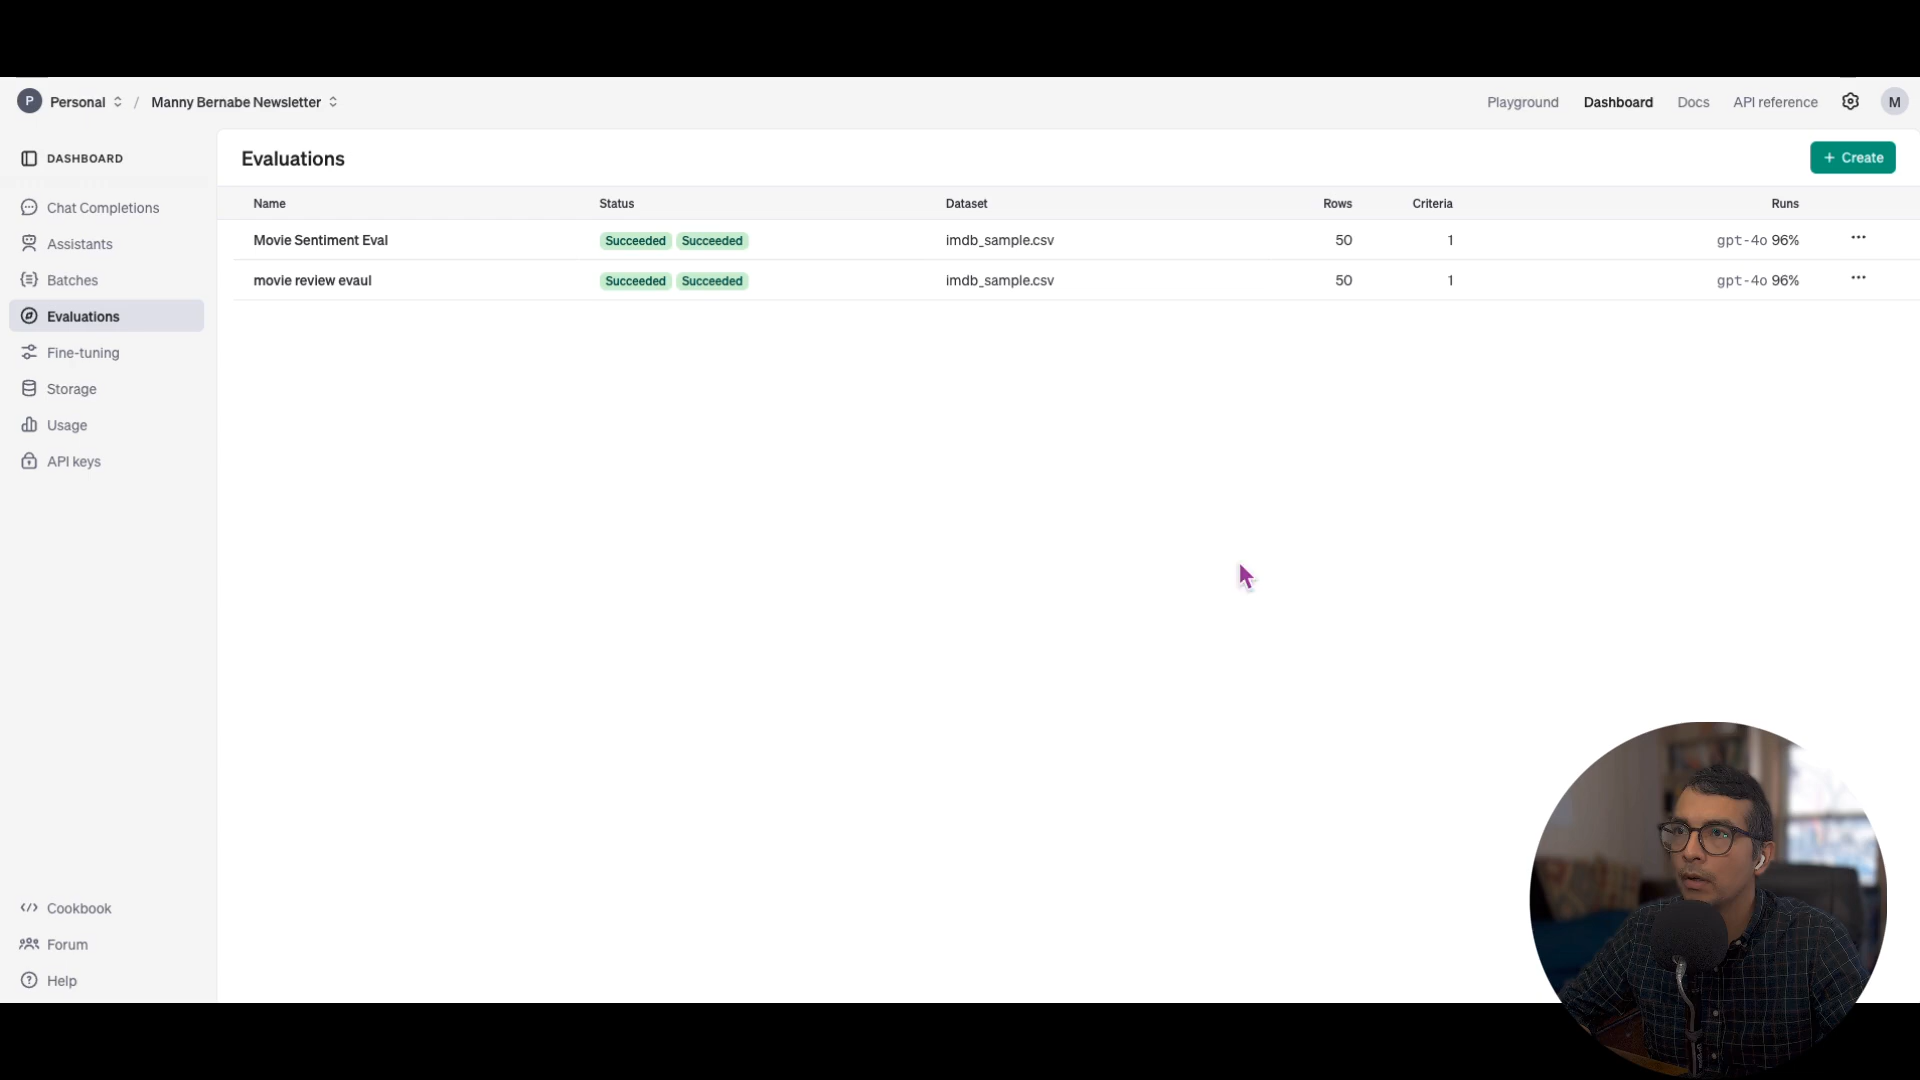 P Personal / Manny Bernabe Newsletter
Playground Dashboard Docs API reference M
DASHBOARD
Chat Completions
Assistants
Batches
Evaluations
Fine-tuning
Storage
Usage
API keys
Cookbook
Forum
Help
Evaluations
+ Create
Name Status Dataset Rows Criteria Runs
Movie Sentiment Eval Succeeded Succeeded imdb_sample.csv 50 1 gpt-4o 96% ...
movie review evaul Succeeded Succeeded imdb_sample.csv 50 1 gpt-4o 96% ...